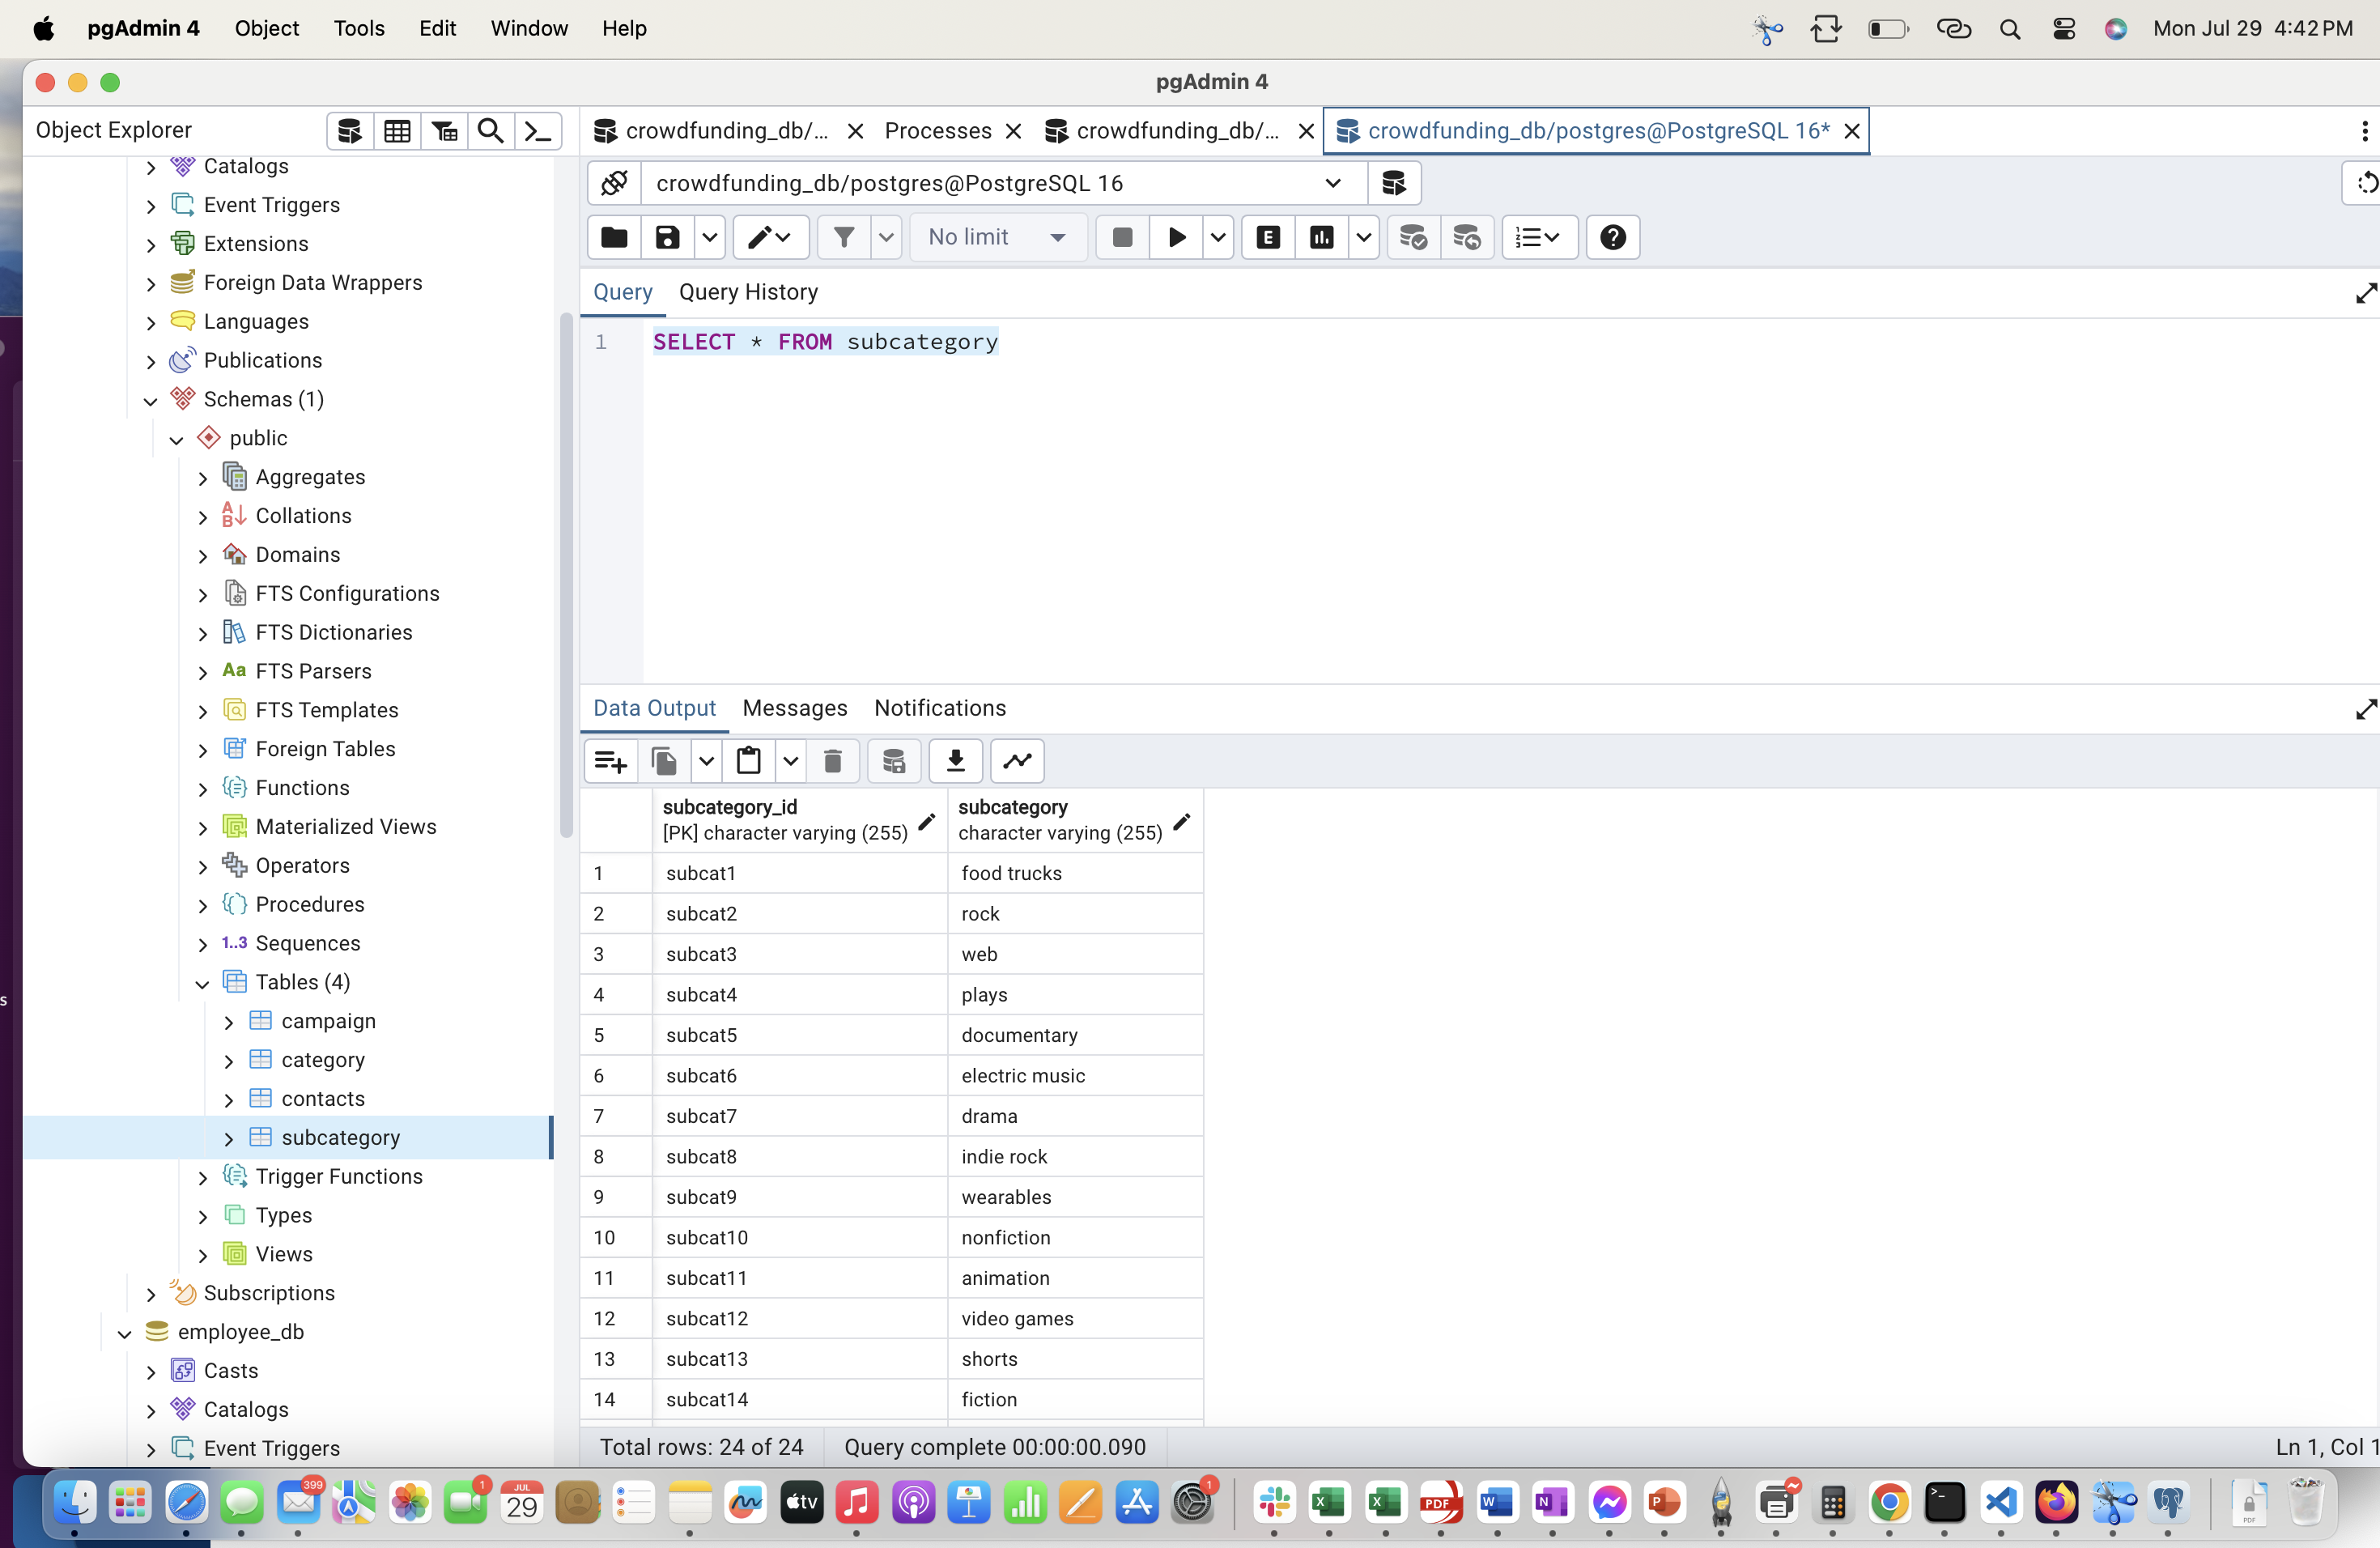 pgAdmin 4 Object Tools Edit Window Help Mon Jul 29 4:42 PM
pgAdmin 4
Object Explorer
crowdfunding_db/... Processes crowdfunding_db/... crowdfunding_db/postgres@PostgreSQL 16*
crowdfunding_db/postgres@PostgreSQL 16
No limit
E
Query Query History
1 SELECT * FROM subcategory
Catalogs
Event Triggers
Extensions
Foreign Data Wrappers
Languages
Publications
Schemas (1)
public
Aggregates
Collations
Domains
FTS Configurations
FTS Dictionaries
Aa FTS Parsers
FTS Templates
Foreign Tables
Functions
Materialized Views
Operators
Procedures
1..3 Sequences
Tables (4)
campaign
category
contacts
subcategory
Trigger Functions
Types
Views
Subscriptions
employee_db
Casts
Catalogs
Event Triggers
Data Output Messages Notifications
subcategory_id subcategory
[PK] character varying (255) character varying (255)
1 subcat1 food trucks
2 subcat2 rock
3 subcat3 web
4 subcat4 plays
5 subcat5 documentary
6 subcat6 electric music
7 subcat7 drama
8 subcat8 indie rock
9 subcat9 wearables
10 subcat10 nonfiction
11 subcat11 animation
12 subcat12 video games
13 subcat13 shorts
14 subcat14 fiction
Total rows: 24 of 24 Query complete 00:00:00.090 Ln 1, Col 1
s
399 1 JUL 29 tv 1 X X PDF W N P PDF